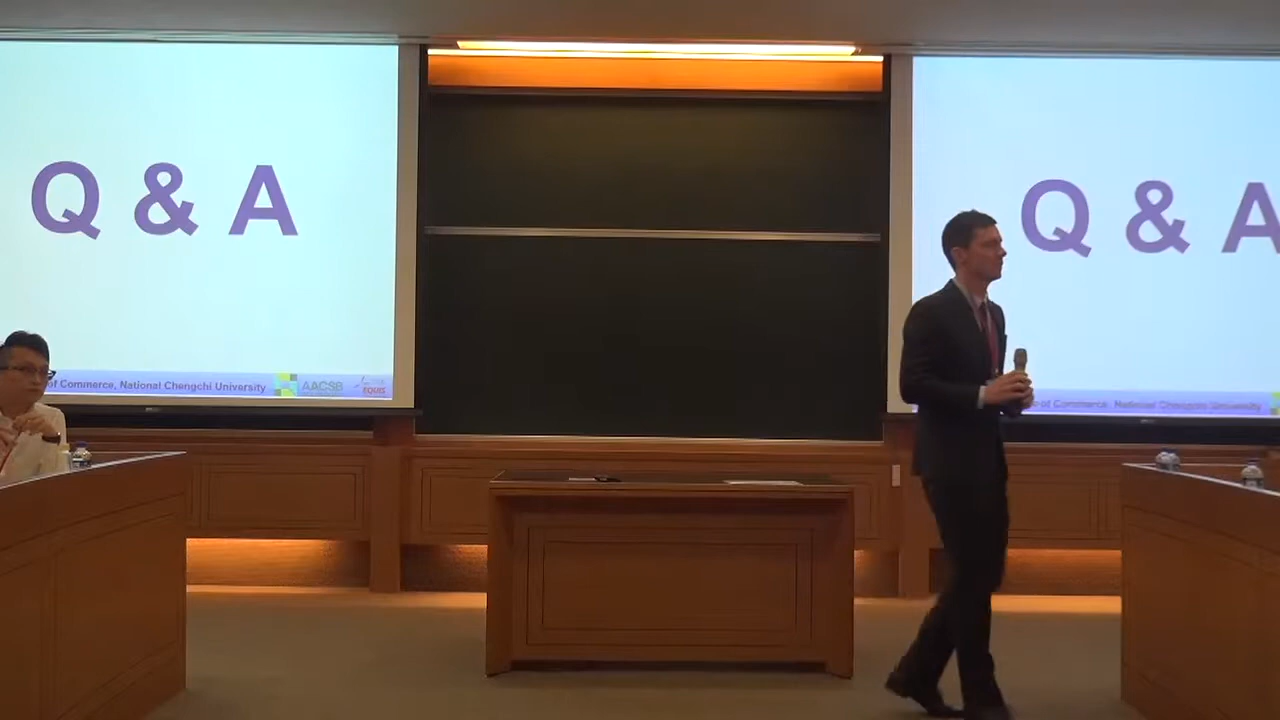 Q & A
of Commerce, National Chengchi University
AACSB
EQUIS
Q & A
of Commerce, National Chengchi University